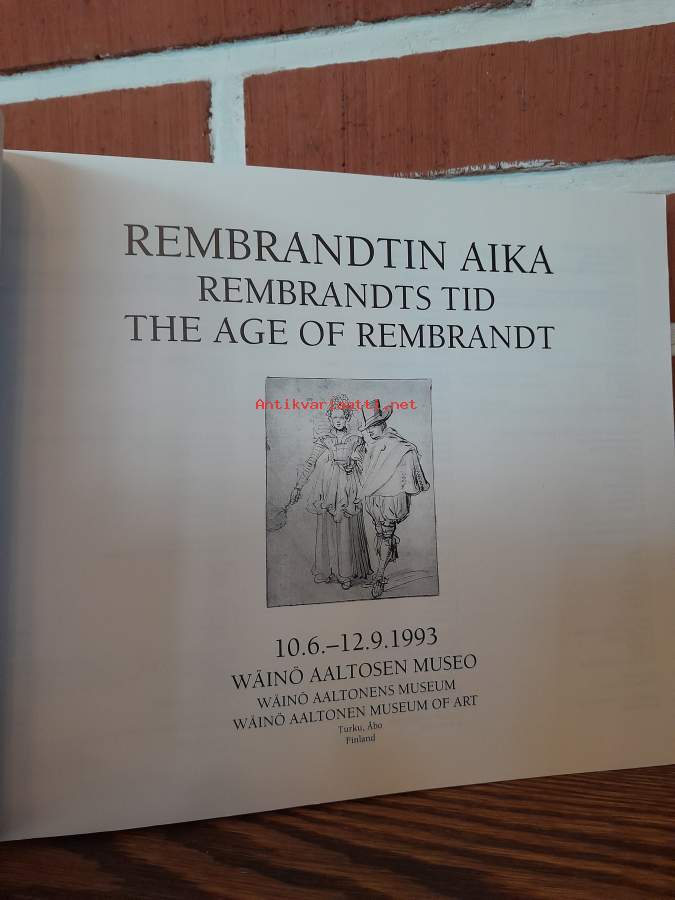 REMBRANDTIN AIKA
REMBRANDTS TID
THE AGE OF REMBRANDT
Antikvariaatti.net
10.6.–12.9.1993
WÄINÖ AALTOSEN MUSEO
WÄINÖ AALTONENS MUSEUM
WÄINÖ AALTONEN MUSEUM OF ART
Turku, Åbo
Finland